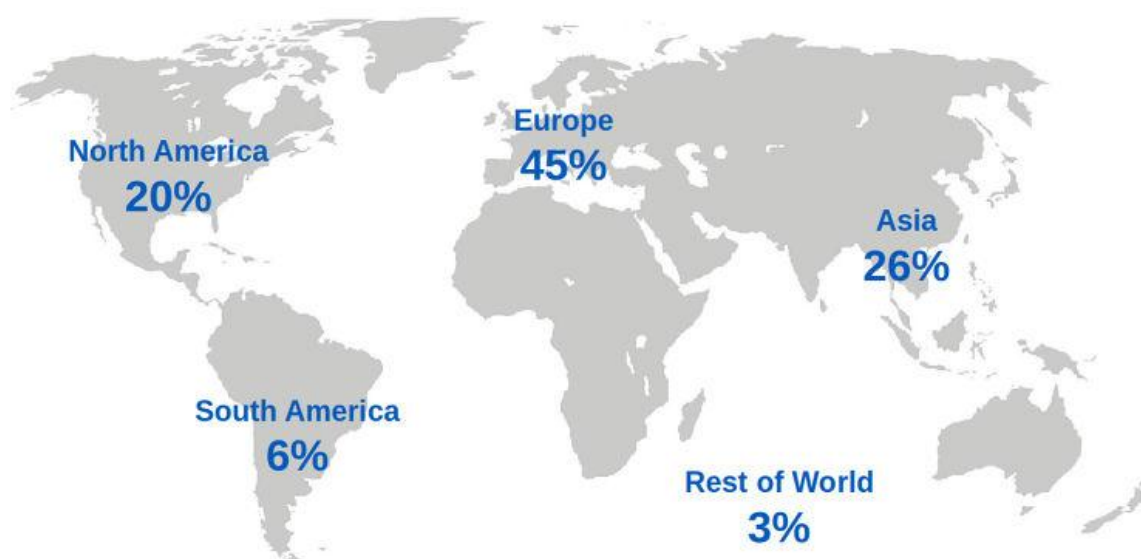 North America
20%
Europe
45%
Asia
26%
South America
6%
Rest of World
3%